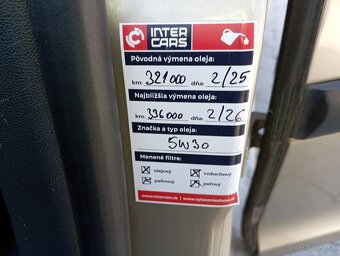 INTER
CARS
Pôvodná výmena oleja:
km: 321000 dňa: 2/25
Najbližšia výmena oleja:
km: 336000 dňa: 2/26
Značka a typ oleja:
5W30
Menené filtre:
olejový vzduchový
palivový peľový
www.intercars.sk